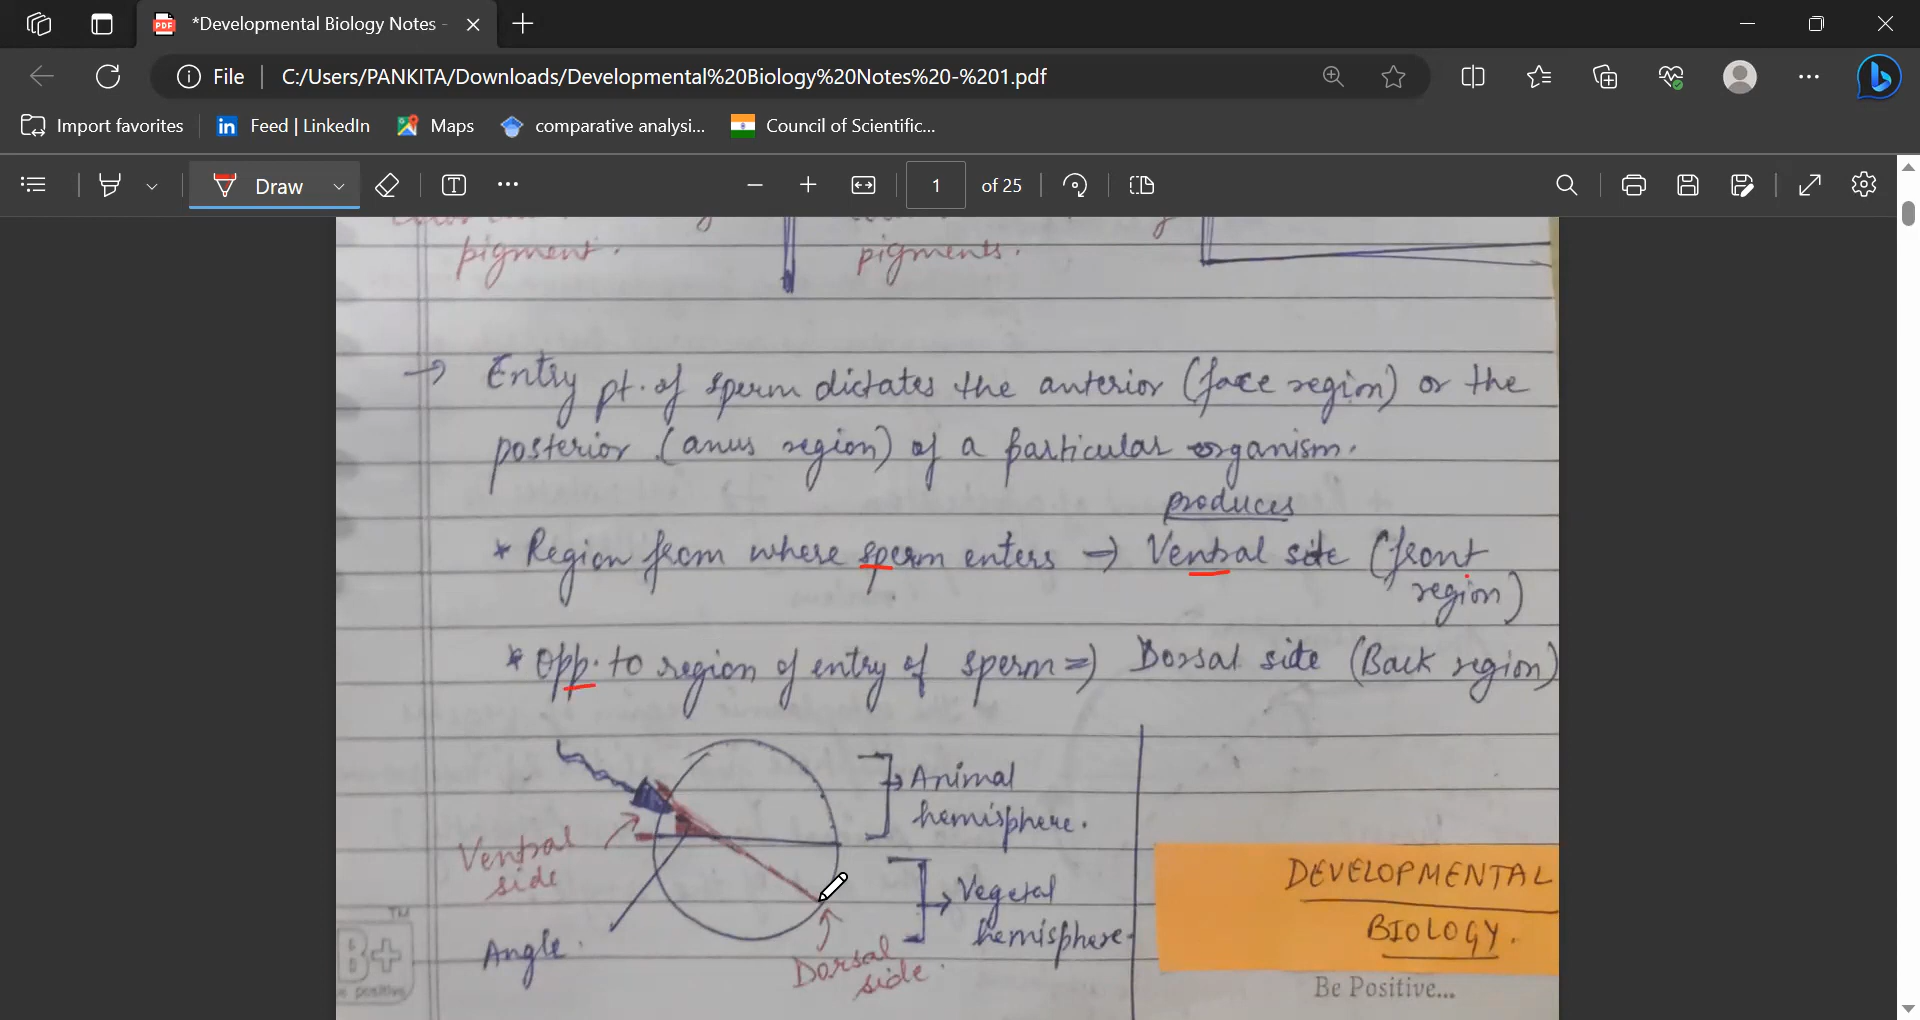 *Developmental Biology Notes -
File
C:/Users/PANKITA/Downloads/Developmental%20Biology%20Notes%20-%201.pdf
Import favorites
Feed | LinkedIn
Maps
comparative analysi...
Council of Scientific...
Draw
1
of 25
pigment.
pigments.
→ Entry pt. of sperm dictates the anterior (face region) or the
posterior (anus region) of a particular organism.
produces
* Region from where sperm enters → Ventral side (front
region)
* Opp. to region of entry of sperm ⇒ Dorsal side (Back region)
Animal
hemisphere.
Ventral
side
Vegetal
hemisphere.
Angle.
Dorsal
side.
DEVELOPMENTAL
BIOLOGY.
TM
B+
e positive
Be Positive...